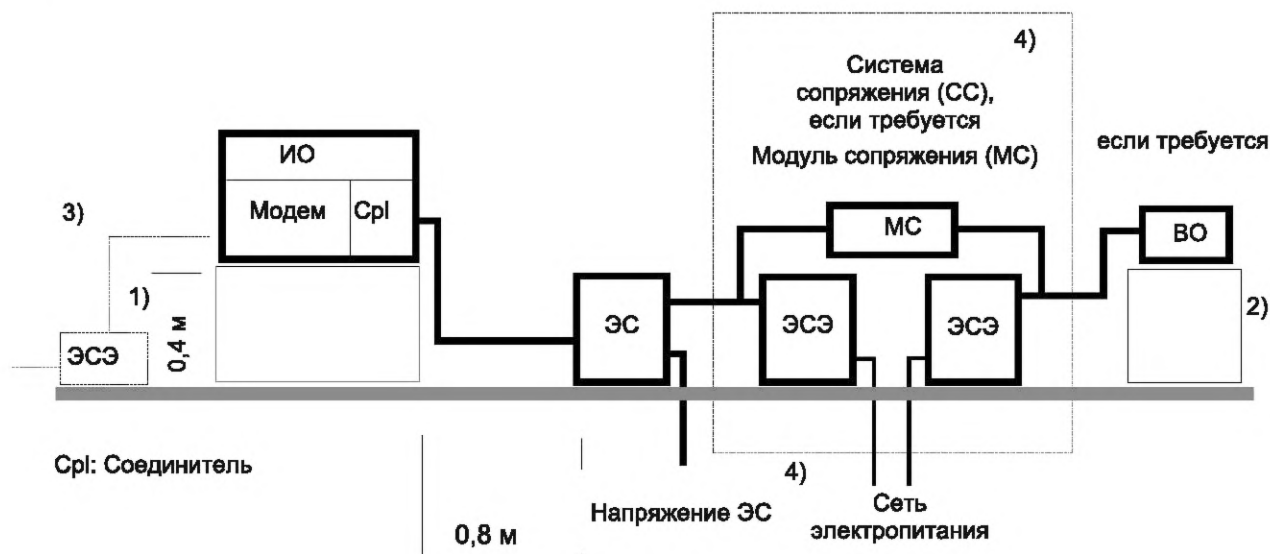 4)
Система
сопряжения (СС),
если требуется
Модуль сопряжения (МС)
если требуется
ИО
Модем
Cpl
3)
МС
ВО
1)
0,4 м
ЭСЭ
ЭС
ЭСЭ
ЭСЭ
2)
Cpl: Соединитель
4)
Напряжение ЭС
Сеть
электропитания
0,8 м